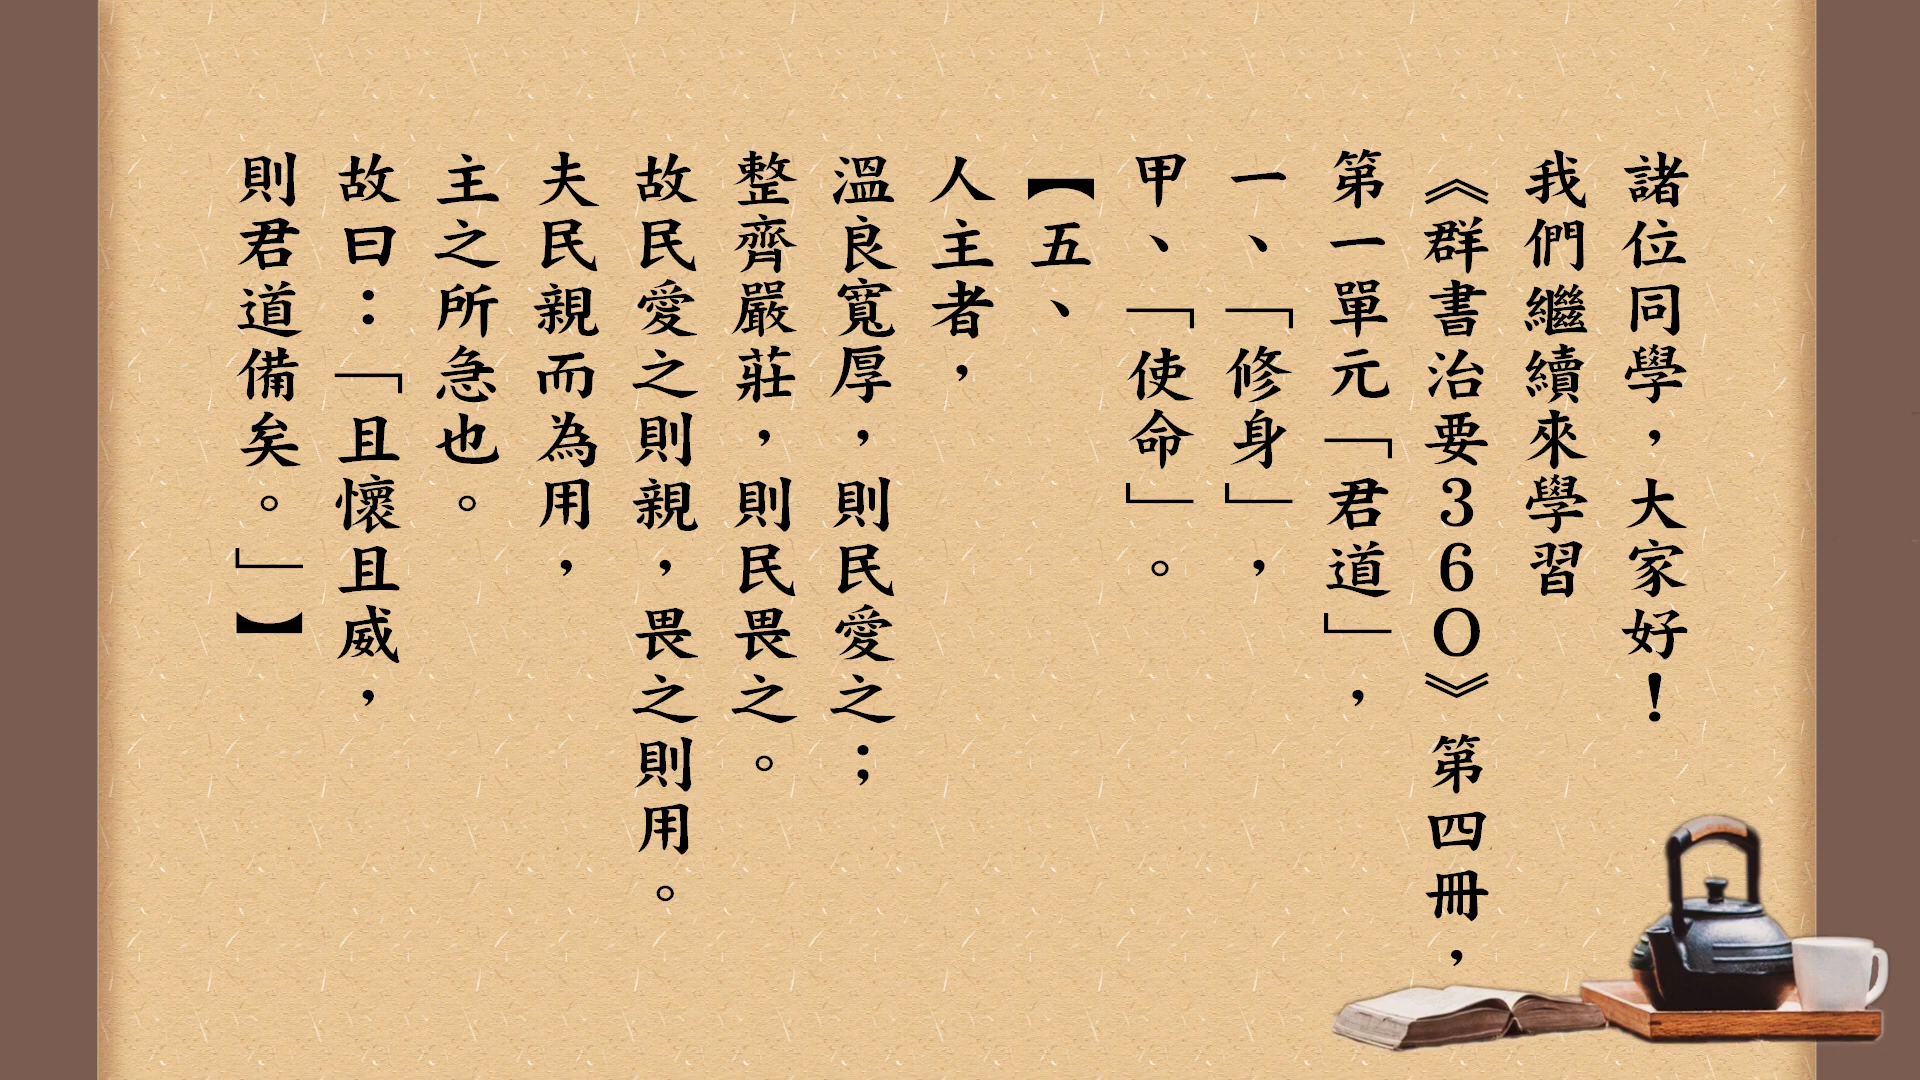 諸位同學，大家好！
我們繼續來學習
《群書治要36O》第四冊，
第一單元「君道」，
一、「修身」，
甲、「使命」。
【五、
人主者，
溫良寬厚，則民愛之；
整齊嚴莊，則民畏之。
故民愛之則親，畏之則用。
夫民親而為用，
主之所急也。
故曰：「且懷且威，
則君道備矣。」】